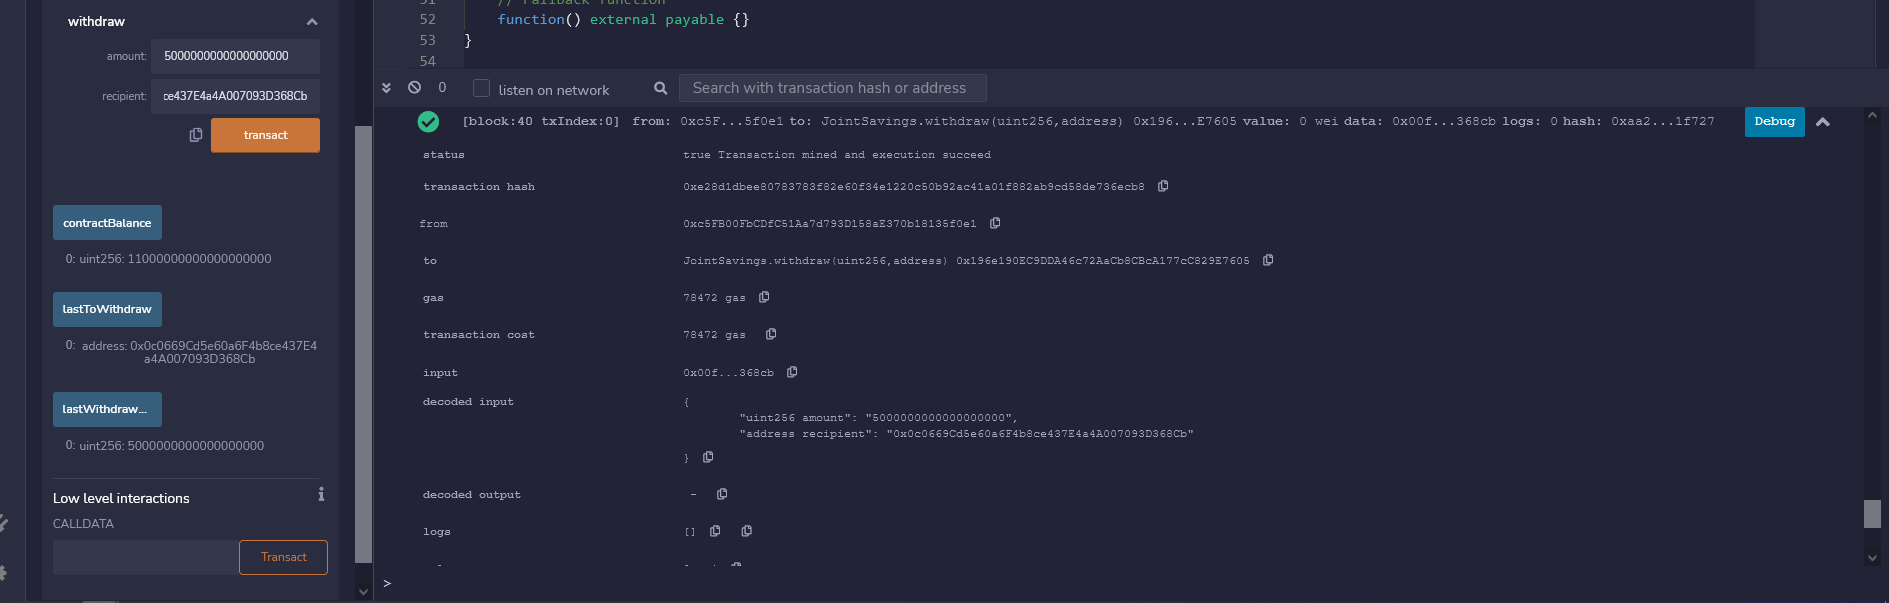 withdraw
amount: 5000000000000000000
recipient: ce437E4a4A007093D368Cb
transact
contractBalance
0: uint256: 11000000000000000000
lastToWithdraw
0: address: 0x0c0669Cd5e60a6F4b8ce437E4
a4A007093D368Cb
lastWithdraw...
0: uint256: 5000000000000000000
Low level interactions
CALLDATA
Transact
51 // Fallback function
52 function() external payable {}
53 }
54
0 listen on network Search with transaction hash or address
[block:40 txIndex:0] from: 0xc5F...5f0e1 to: JointSavings.withdraw(uint256,address) 0x196...E7605 value: 0 wei data: 0x00f...368cb logs: 0 hash: 0xaa2...1f727 Debug
status true Transaction mined and execution succeed
transaction hash 0xe28d1dbee80783783f82e60f34e1220c50b92ac41a01f882ab9cd58de736ecb8
from 0xc5FB00FbCDfC51Aa7d793D158aE370b18135f0e1
to JointSavings.withdraw(uint256,address) 0x196e190EC9DDA46c72AaCb8CBcA177cC829E7605
gas 78472 gas
transaction cost 78472 gas
input 0x00f...368cb
decoded input {
"uint256 amount": "5000000000000000000",
"address recipient": "0x0c0669Cd5e60a6F4b8ce437E4a4A007093D368Cb"
}
decoded output -
logs []
>